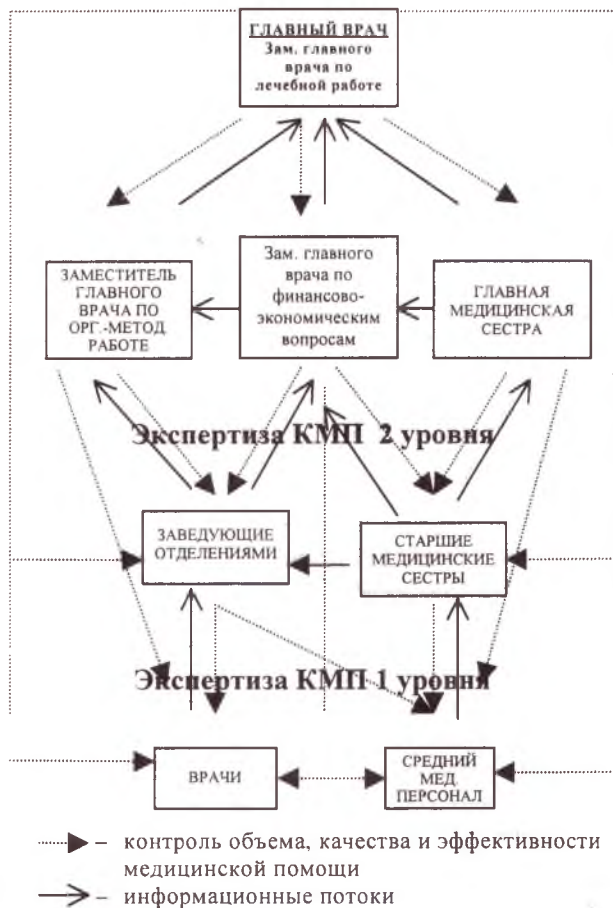 ГЛАВНЫЙ ВРАЧ
Зам. главного
врача по
лечебной работе
ЗАМЕСТИТЕЛЬ
ГЛАВНОГО
ВРАЧА ПО
ОРГ.-МЕТОД.
РАБОТЕ
Зам. главного
врача по
финансово-
экономическим
вопросам
ГЛАВНАЯ
МЕДИЦИНСКАЯ
СЕСТРА
Экспертиза КМП 2 уровня
ЗАВЕДУЮЩИЕ
ОТДЕЛЕНИЯМИ
СТАРШИЕ
МЕДИЦИНСКИЕ
СЕСТРЫ
Экспертиза КМП 1 уровня
ВРАЧИ
СРЕДНИЙ
МЕД.
ПЕРСОНАЛ
– контроль объема, качества и эффективности
медицинской помощи
– информационные потоки